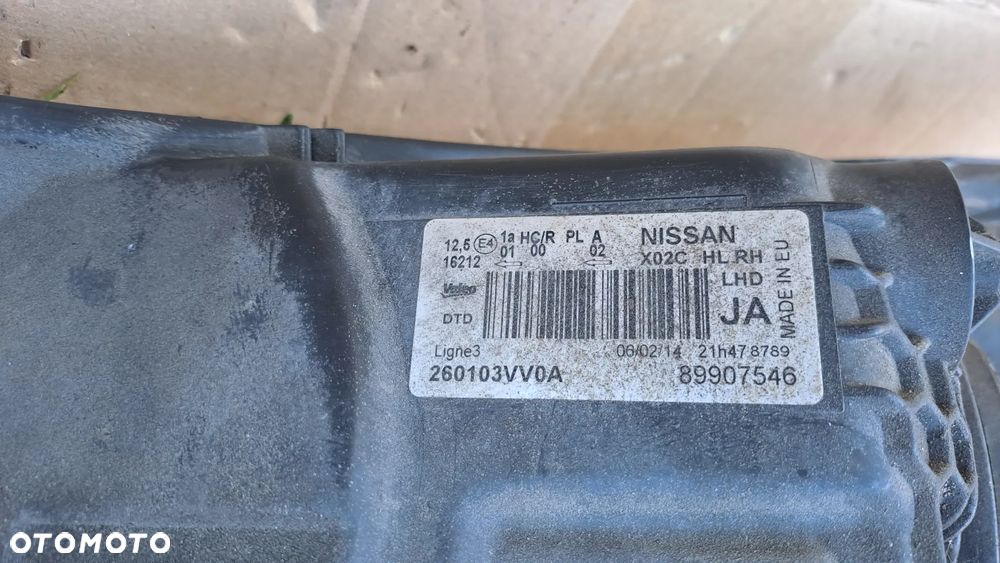 12,5 E4 1a HC/R PL A NISSAN
16212 01 00 02 X02C HL RH
Valeo LHD
DTD JA
MADE IN EU
Ligne3 06/02/14 21h47 8789
260103VV0A 89907546
OTOMOTO